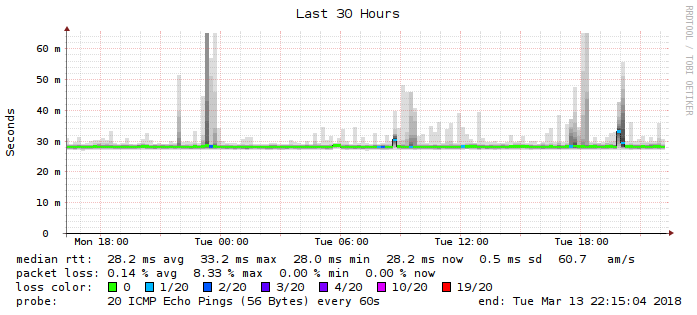 Last 30 Hours
RRDTOOL / TOBI OETIKER
Seconds
60 m
50 m
40 m
30 m
20 m
10 m
0
Mon 18:00 Tue 00:00 Tue 06:00 Tue 12:00 Tue 18:00
median rtt: 28.2 ms avg 33.2 ms max 28.0 ms min 28.2 ms now 0.5 ms sd 60.7 am/s
packet loss: 0.14 % avg 8.33 % max 0.00 % min 0.00 % now
loss color: 0 1/20 2/20 3/20 4/20 10/20 19/20
probe: 20 ICMP Echo Pings (56 Bytes) every 60s end: Tue Mar 13 22:15:04 2018